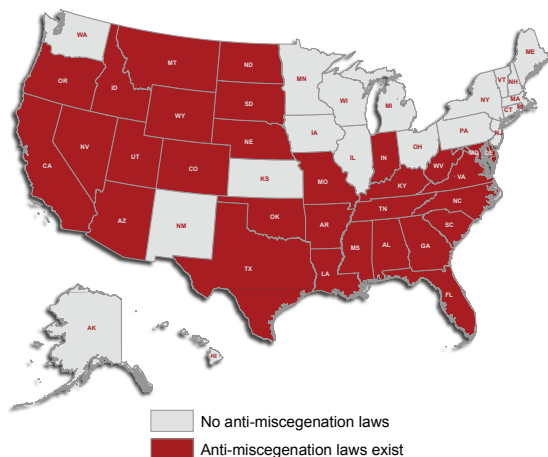 WA
ME
MT
ND
MN
VT
NH
OR
ID
SD
WI
MI
NY
MA
CT
RI
WY
IA
PA
NJ
NE
OH
NV
UT
IL
IN
MD
DE
CA
CO
KS
MO
WV
VA
KY
NC
TN
AZ
NM
OK
AR
SC
MS
AL
GA
TX
LA
FL
AK
HI
No anti-miscegenation laws
Anti-miscegenation laws exist